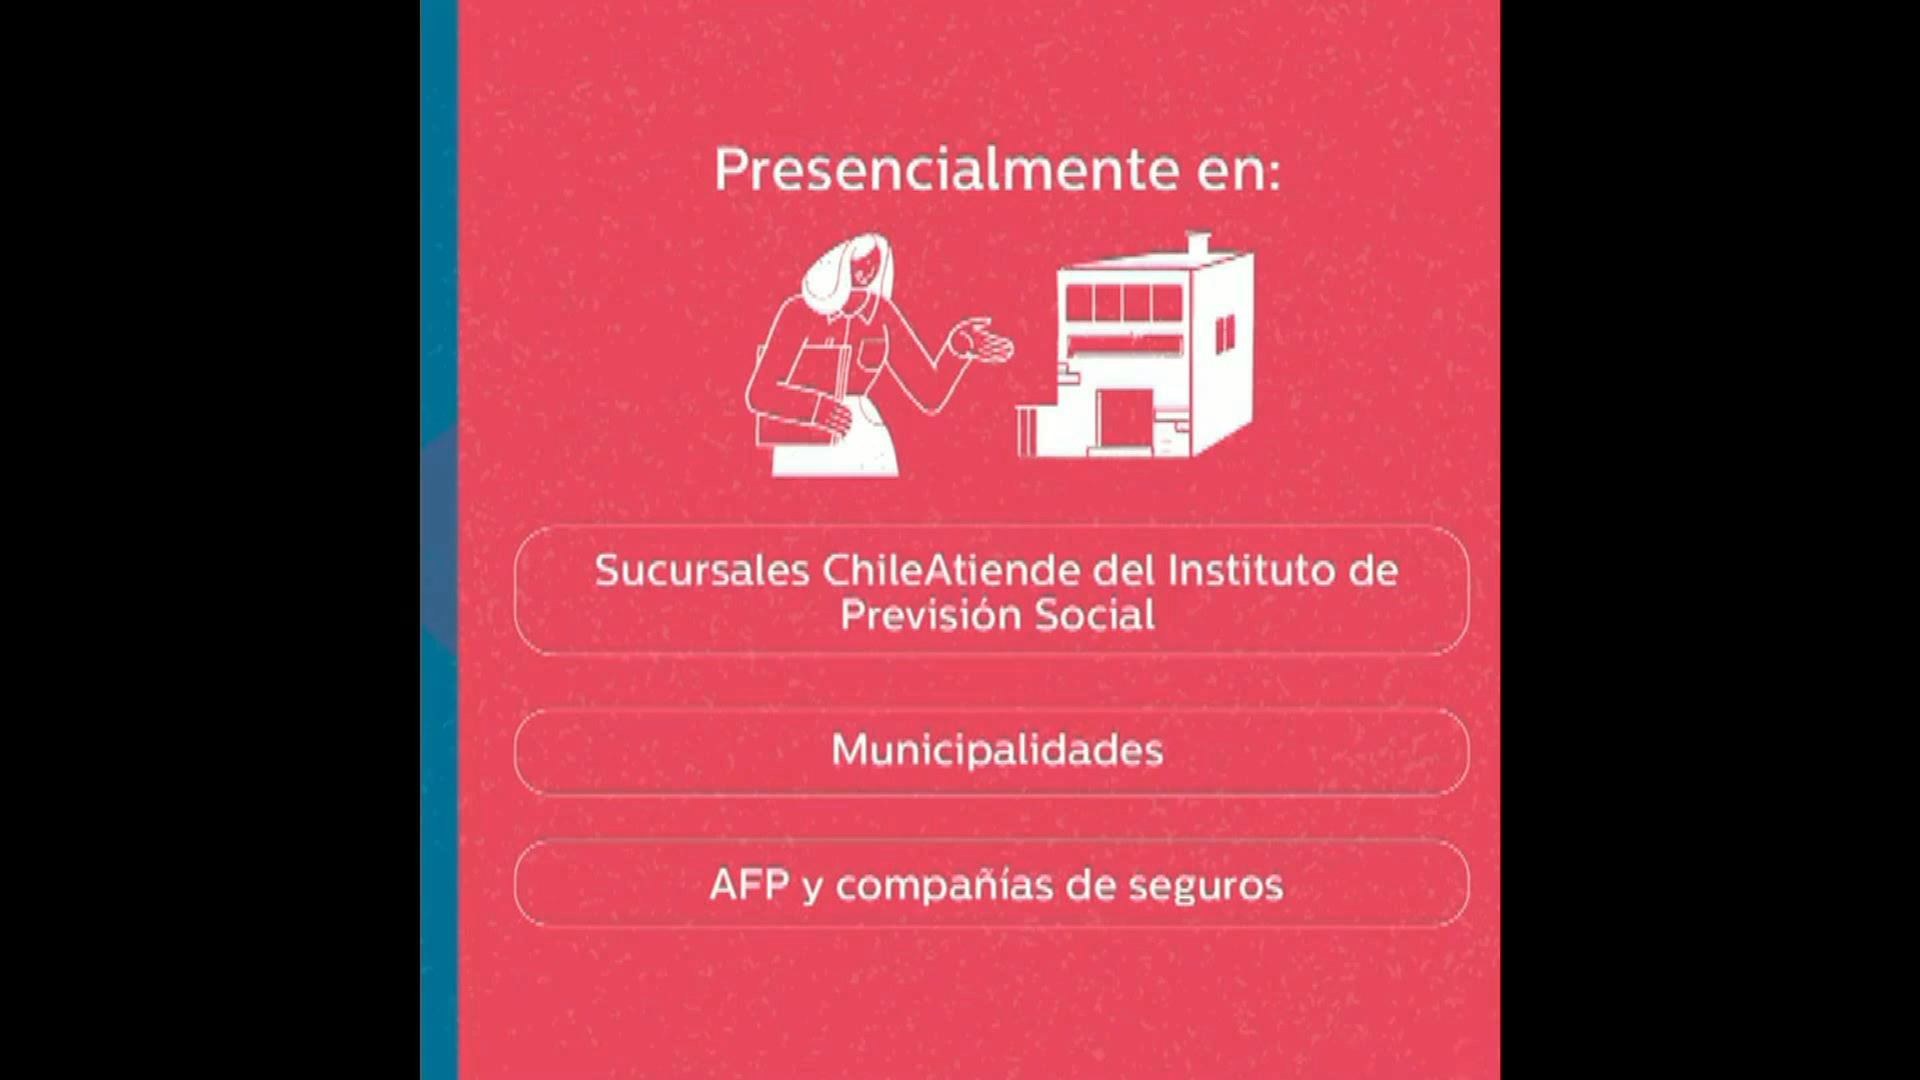 Presencialmente en:
Sucursales ChileAtiende del Instituto de
Previsión Social
Municipalidades
AFP y compañías de seguros